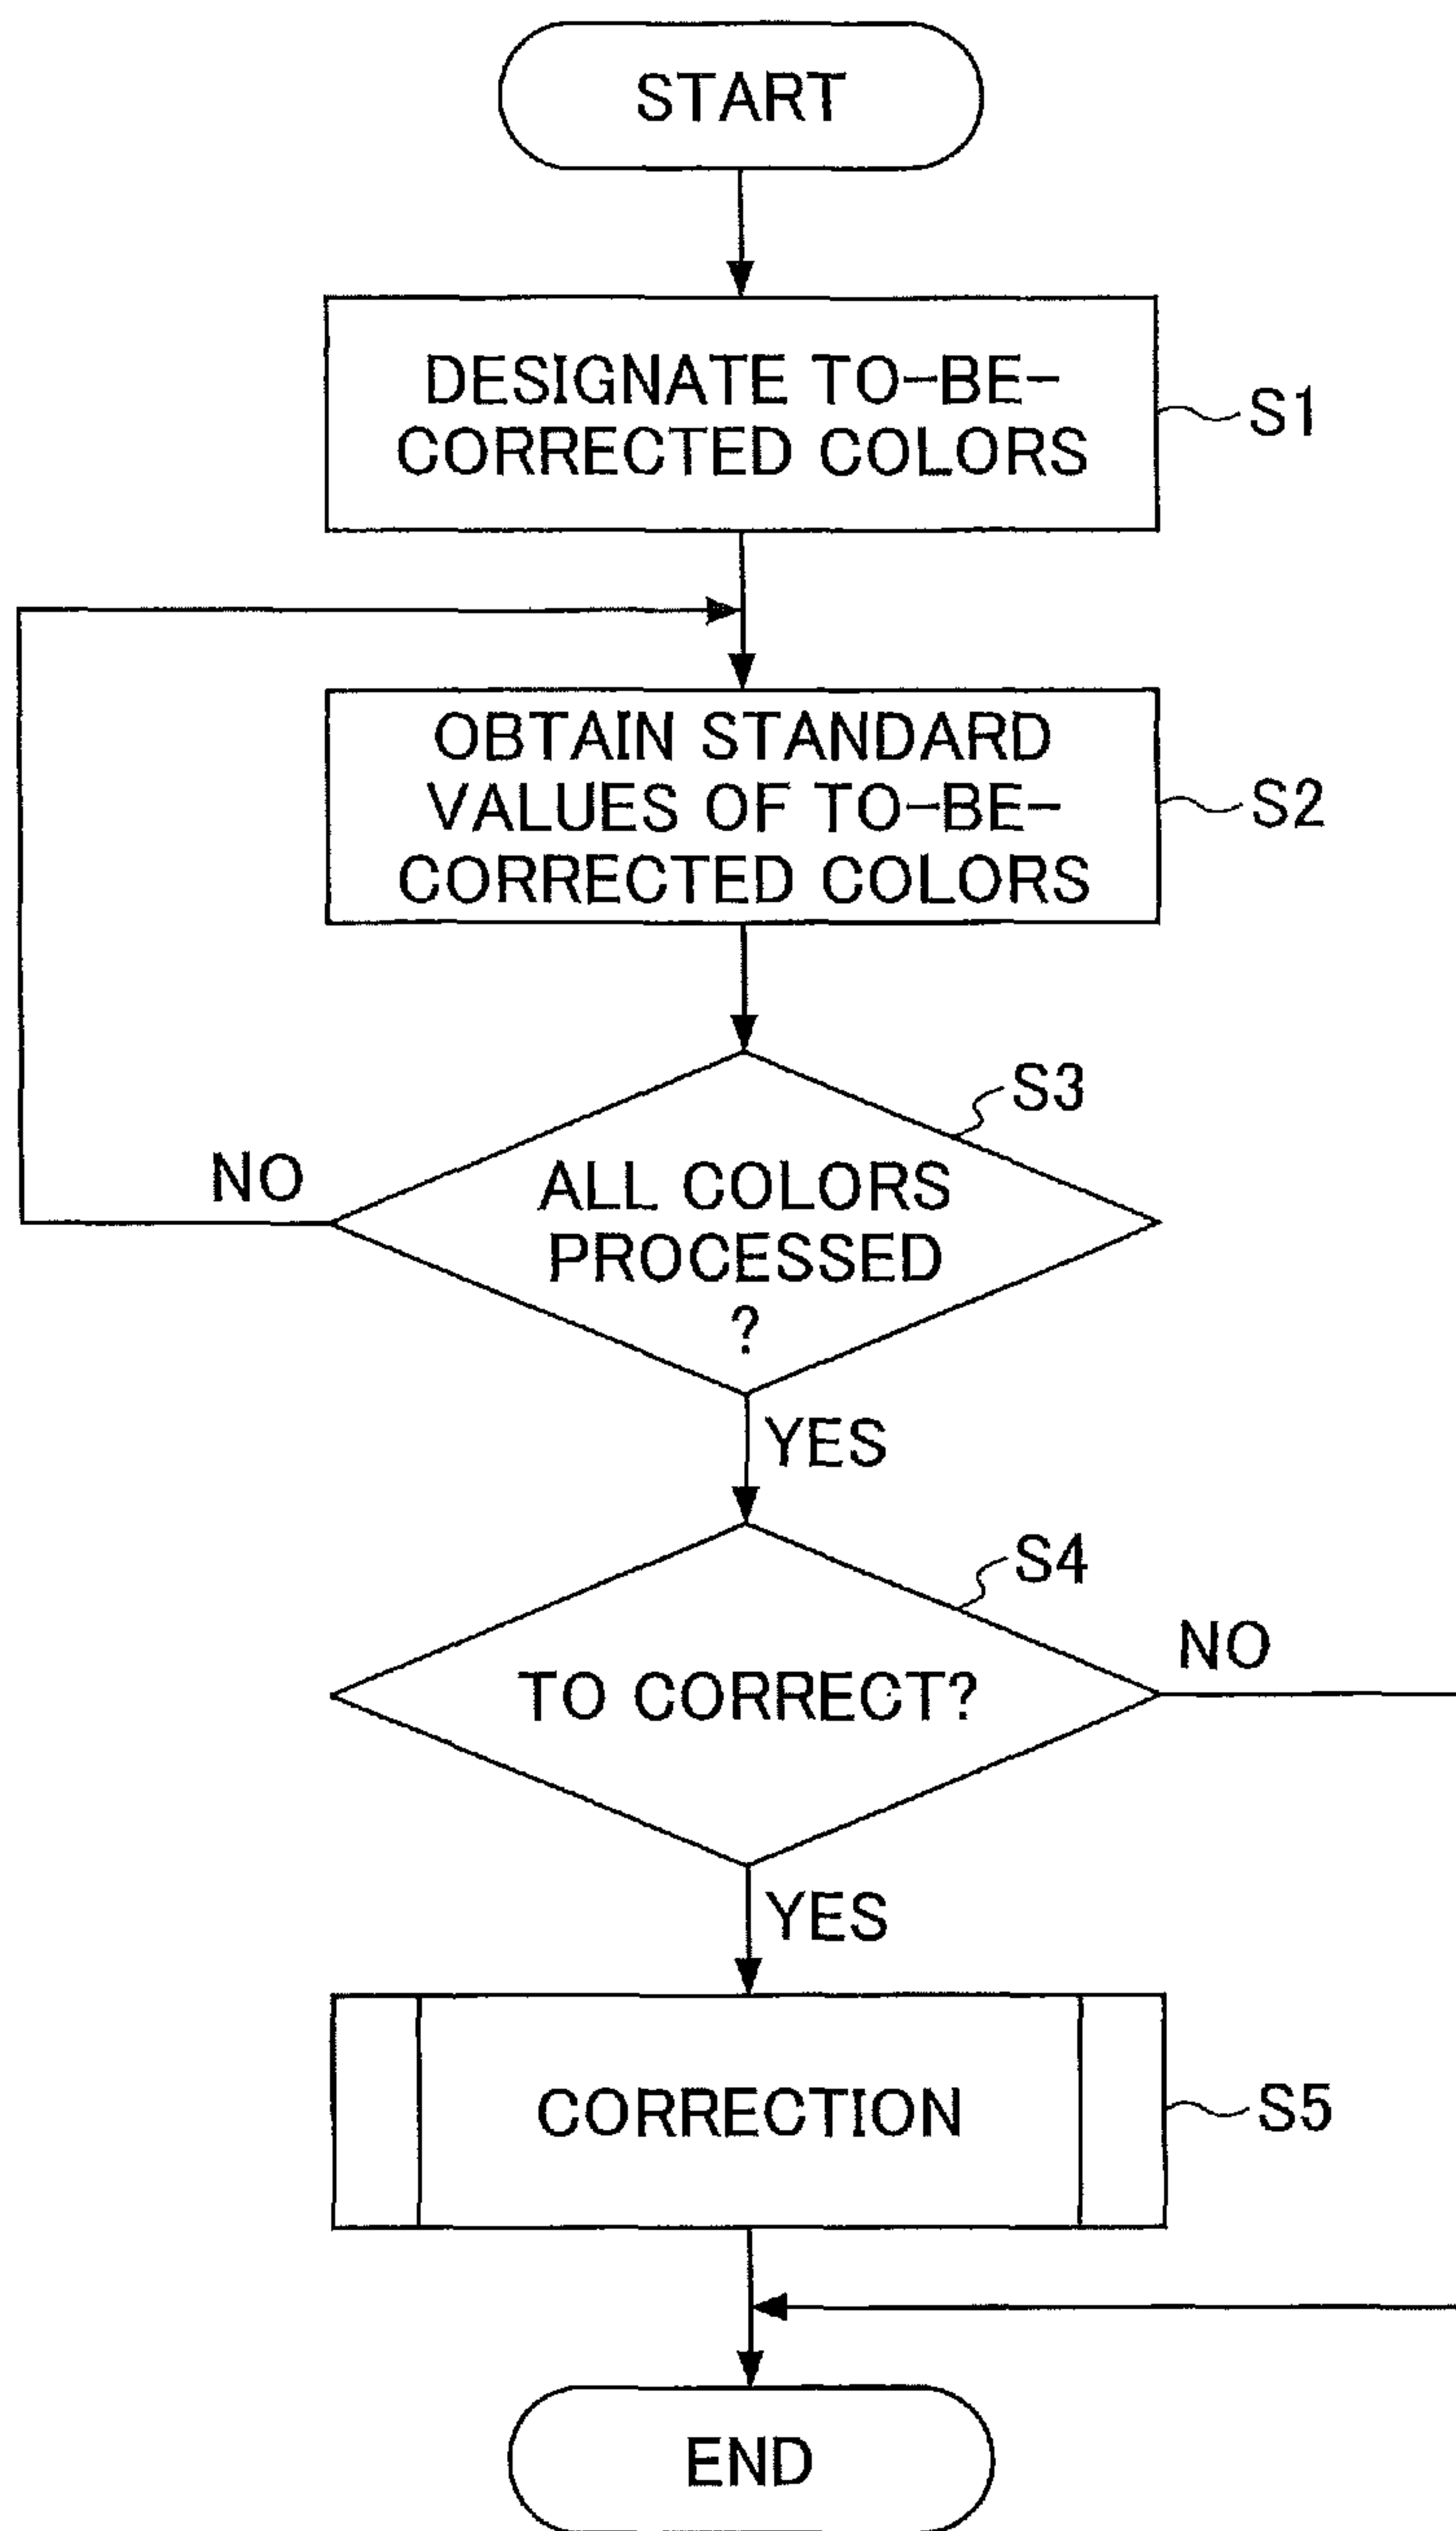 START
DESIGNATE TO-BE-
CORRECTED COLORS
S1
OBTAIN STANDARD
VALUES OF TO-BE-
CORRECTED COLORS
S2
S3
ALL COLORS
PROCESSED
?
NO
YES
S4
TO CORRECT?
NO
YES
CORRECTION
S5
END